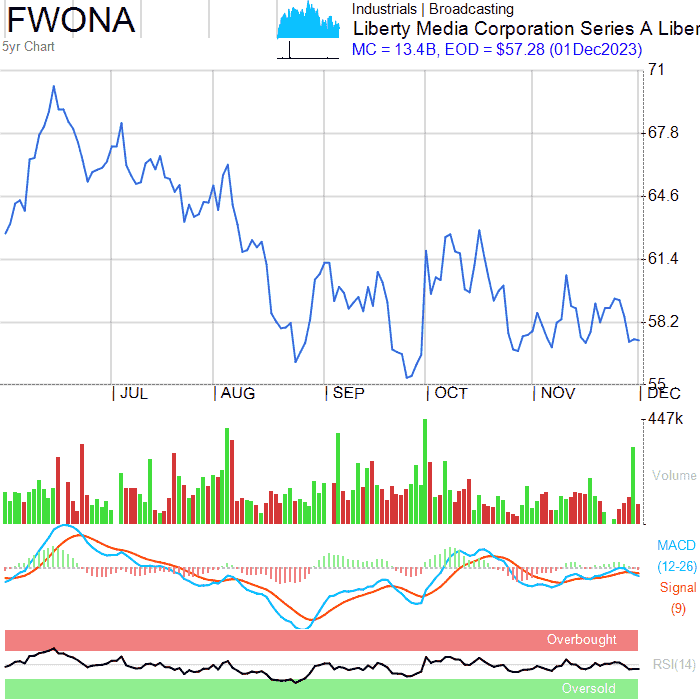 FWONA
Industrials | Broadcasting
Liberty Media Corporation Series A Liber
5yr Chart
MC = 13.4B, EOD = $57.28 (01Dec2023)
71
67.8
64.6
61.4
58.2
55
JUL AUG SEP OCT NOV DEC
447k
Volume
MACD
(12-26)
Signal
(9)
Overbought
RSI(14)
Oversold